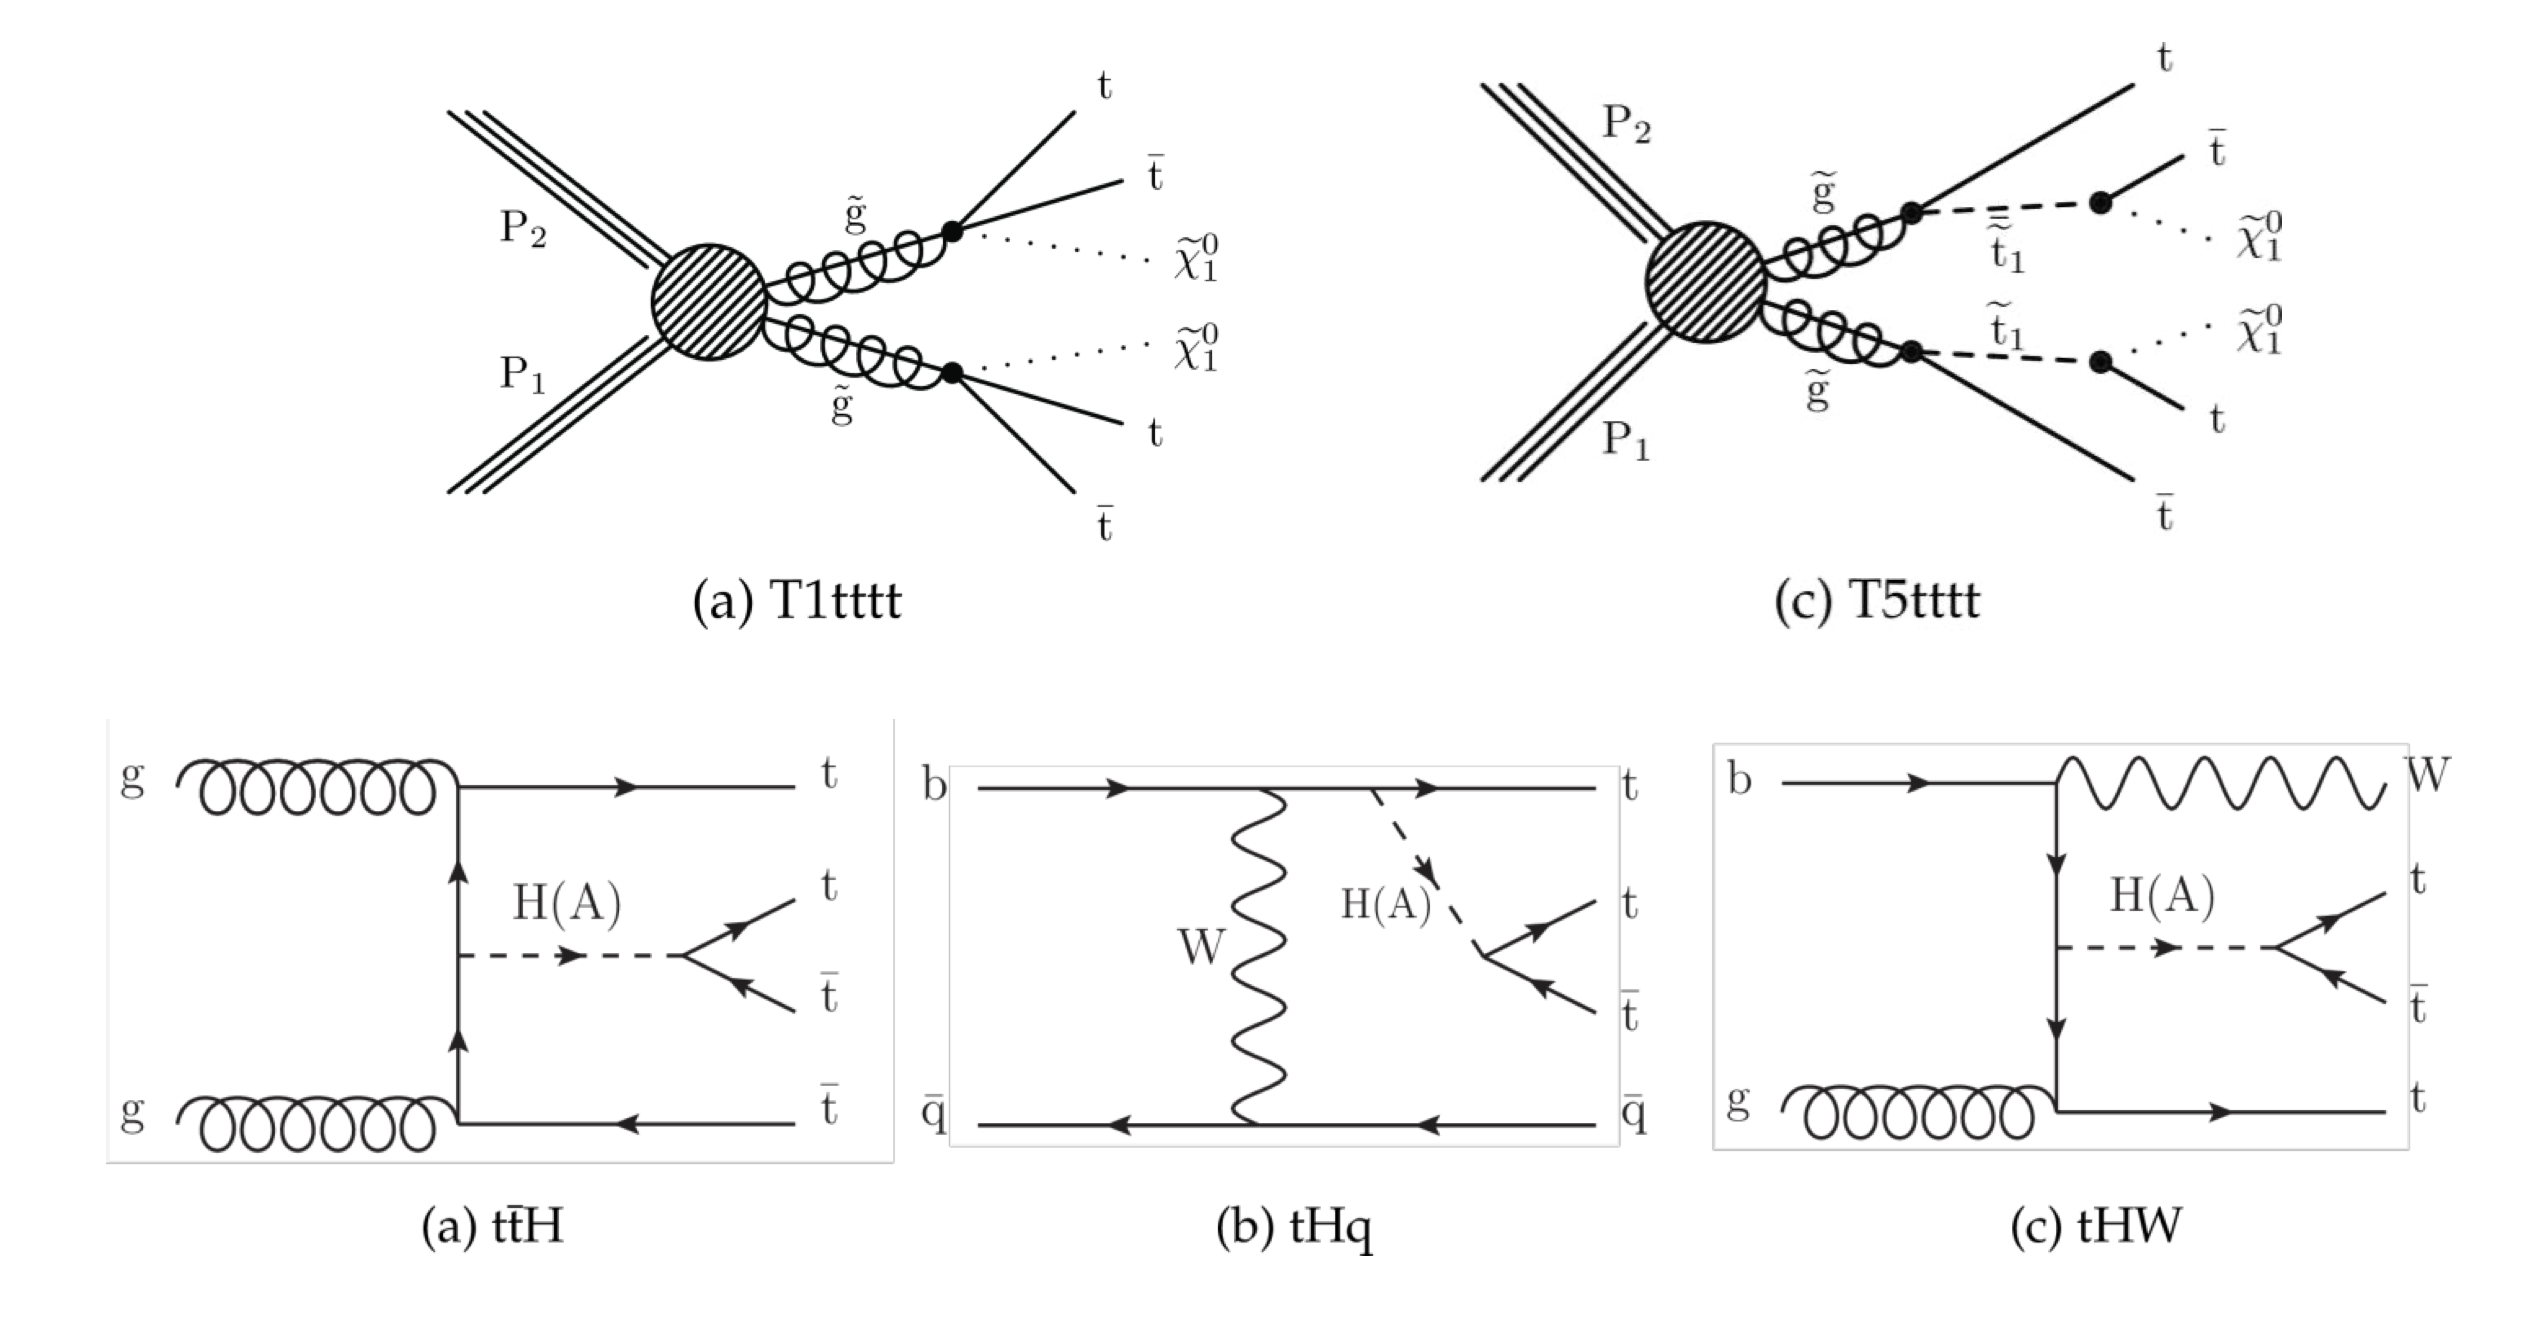 t
t̄
g̃
P₂
χ̃₁⁰
χ̃₁⁰
P₁
g̃
t
t̄
(a) T1tttt
t
P₂
t̄
g̃
χ̃₁⁰
t̃̄₁
t̃₁
χ̃₁⁰
g̃
P₁
t
t̄
(c) T5tttt
g
t
H(A)
t
t̄
g
t̄
(a) tt̄H
b
t
H(A)
t
W
t̄
q̄
q̄
(b) tHq
b
W
H(A)
t
t̄
g
t
(c) tHW